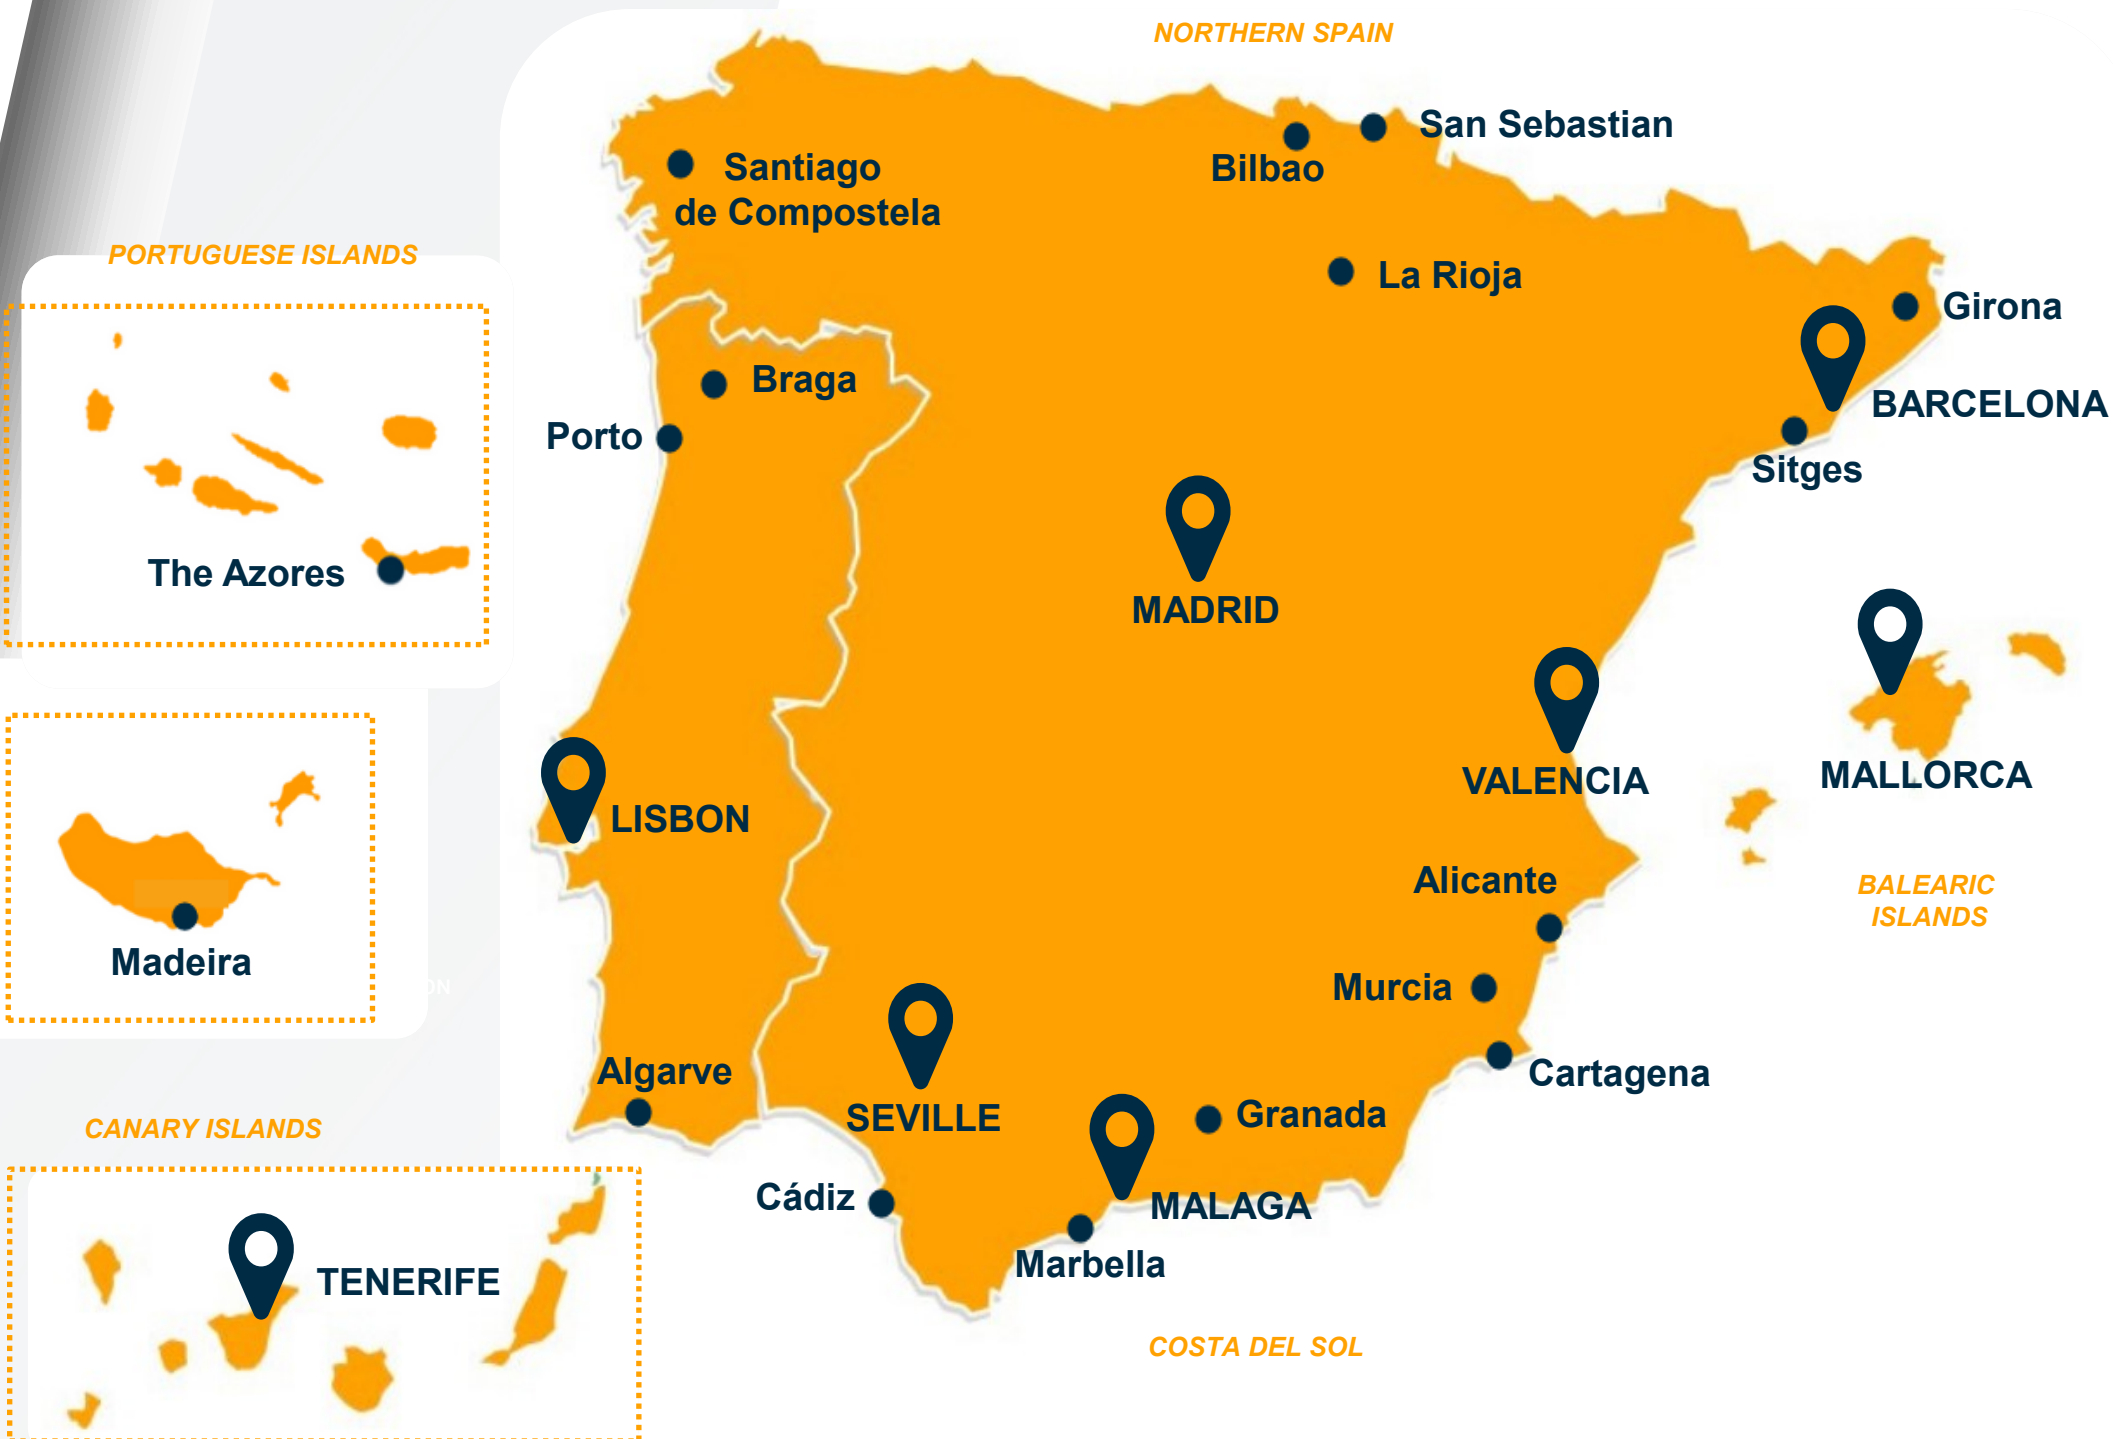 NORTHERN SPAIN
San Sebastian
Bilbao
Santiago
de Compostela
PORTUGUESE ISLANDS
La Rioja
Girona
Braga
BARCELONA
Porto
Sitges
The Azores
MADRID
VALENCIA
MALLORCA
LISBON
Alicante
BALEARIC
ISLANDS
Madeira
Murcia
ON
Algarve
Cartagena
SEVILLE
Granada
CANARY ISLANDS
Cádiz
MALAGA
Marbella
TENERIFE
COSTA DEL SOL